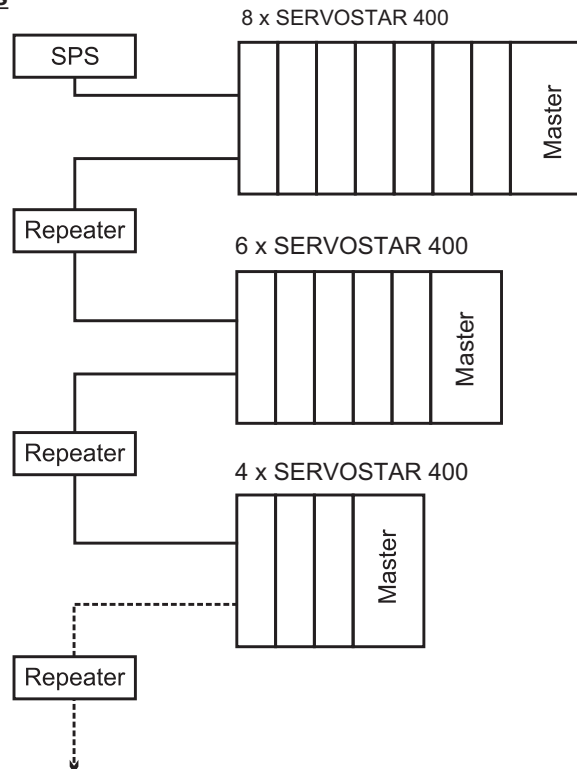 8 x SERVOSTAR 400
SPS
Master
Repeater
6 x SERVOSTAR 400
Master
Repeater
4 x SERVOSTAR 400
Master
Repeater